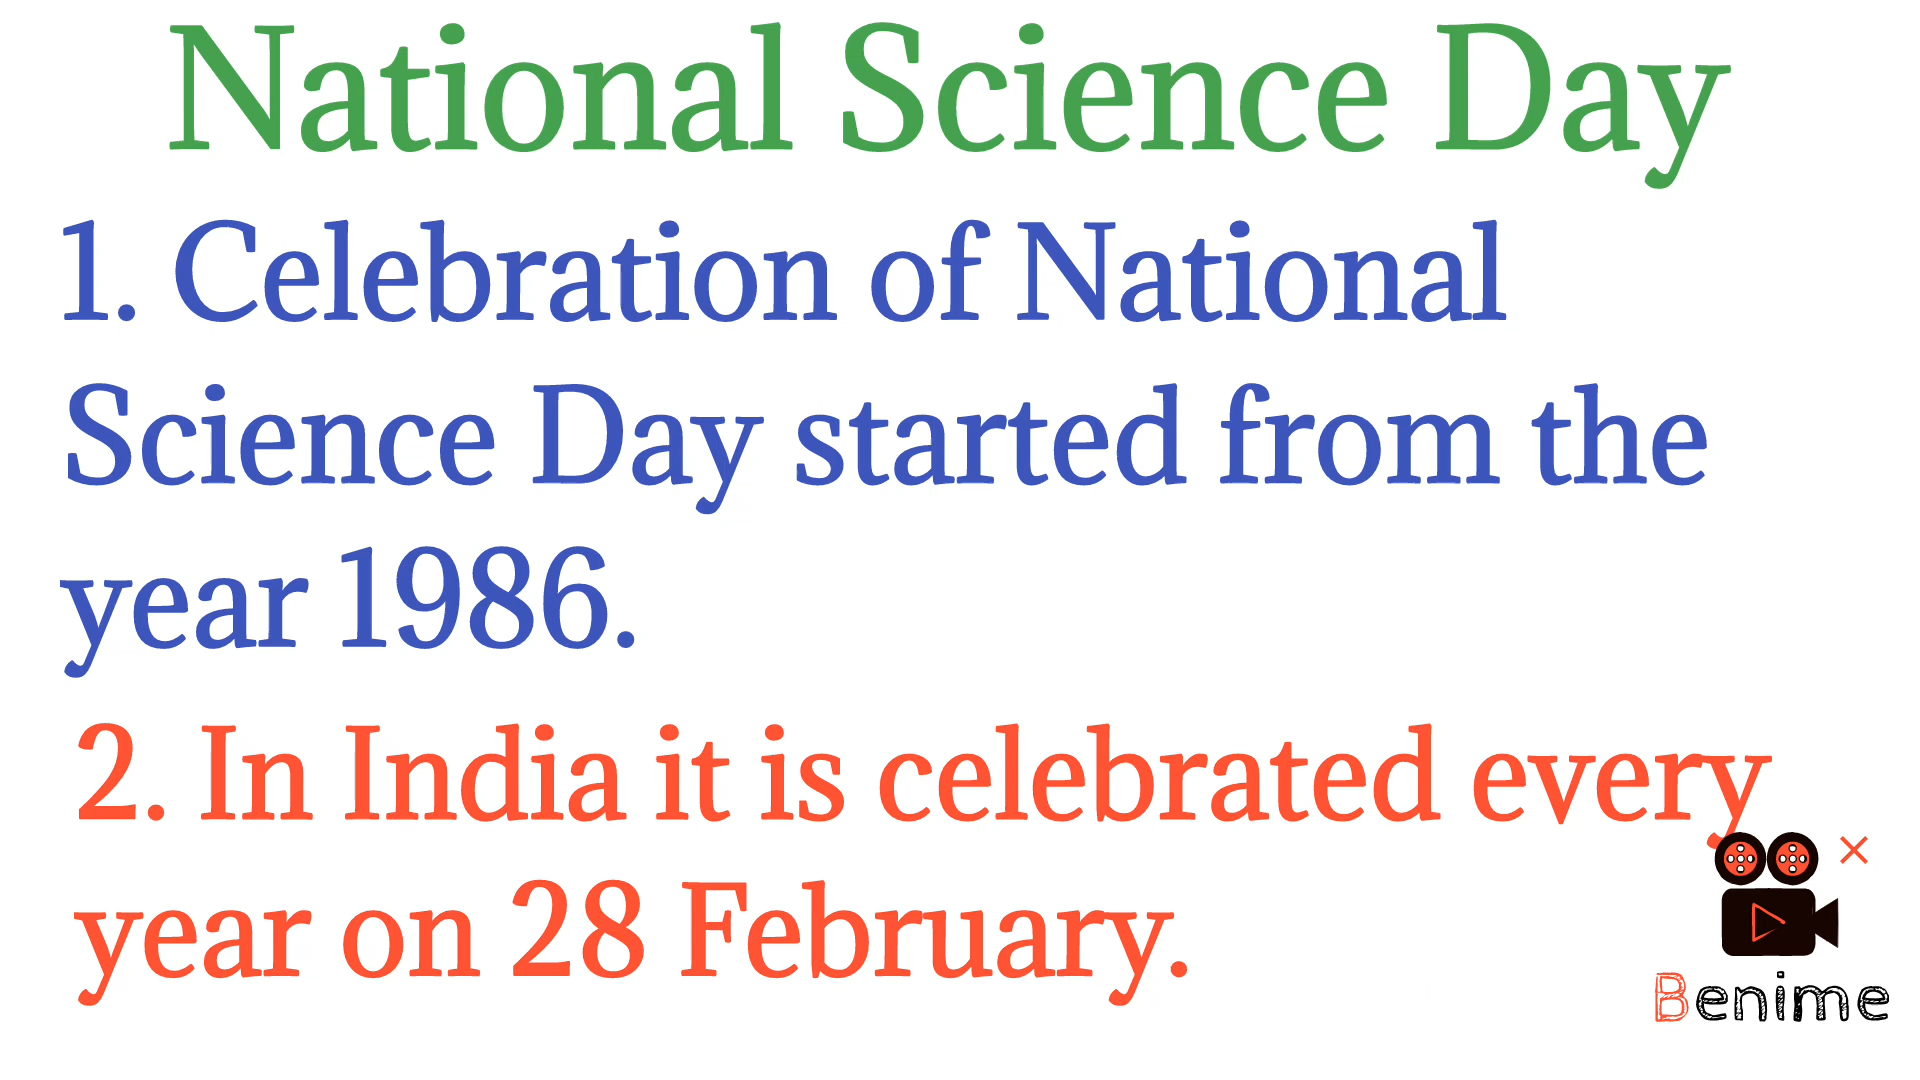 National Science Day
1. Celebration of National
Science Day started from the
year 1986.
2. In India it is celebrated every
year on 28 February.
Benime